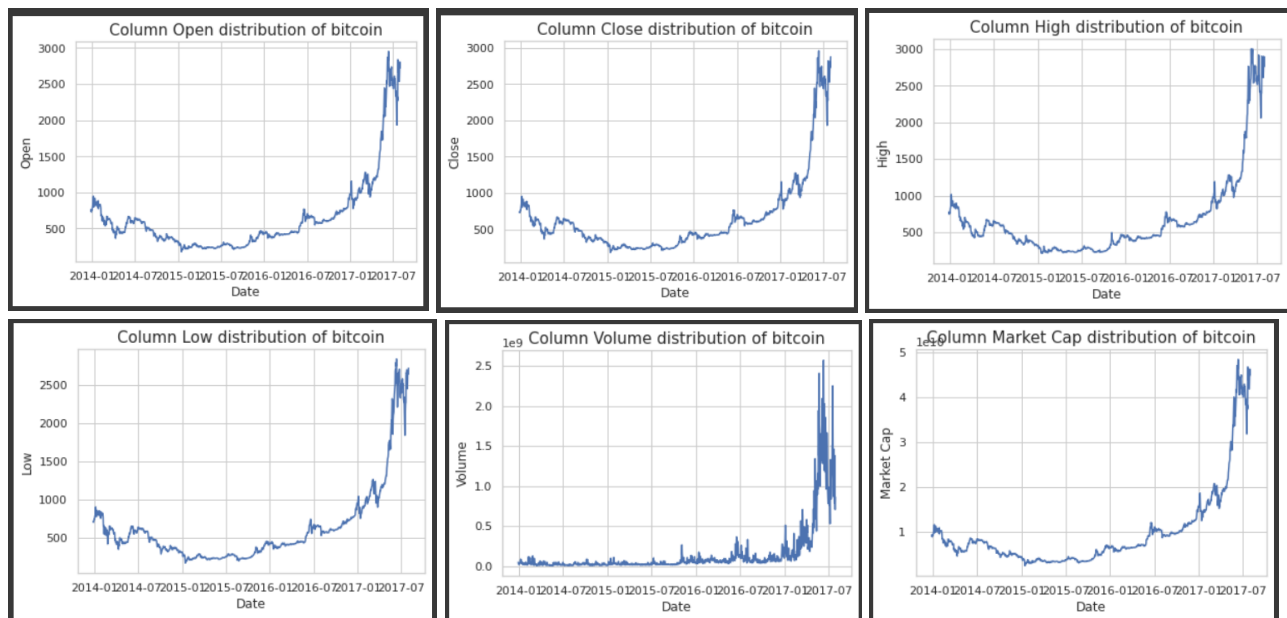 Column Open distribution of bitcoin
3000
2500
2000
1500
1000
500
Open
2014-01 2014-07 2015-01 2015-07 2016-01 2016-07 2017-01 2017-07
Date
Column Close distribution of bitcoin
3000
2500
2000
1500
1000
500
Close
2014-01 2014-07 2015-01 2015-07 2016-01 2016-07 2017-01 2017-07
Date
Column High distribution of bitcoin
3000
2500
2000
1500
1000
500
High
2014-01 2014-07 2015-01 2015-07 2016-01 2016-07 2017-01 2017-07
Date
Column Low distribution of bitcoin
2500
2000
1500
1000
500
Low
2014-01 2014-07 2015-01 2015-07 2016-01 2016-07 2017-01 2017-07
Date
1e9 Column Volume distribution of bitcoin
2.5
2.0
1.5
1.0
0.5
0.0
Volume
2014-01 2014-07 2015-01 2015-07 2016-01 2016-07 2017-01 2017-07
Date
Column Market Cap distribution of bitcoin
1e10
5
4
3
2
1
Market Cap
2014-01 2014-07 2015-01 2015-07 2016-01 2016-07 2017-01 2017-07
Date